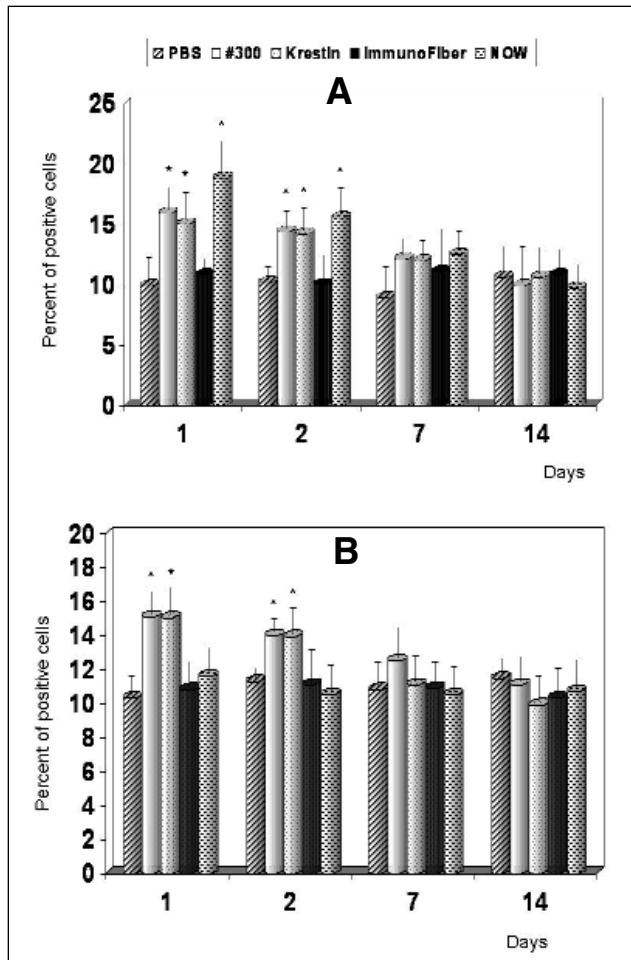 PBS #300 Krestin ImmunoFiber NOW
A
Percent of positive cells
25
20
15
10
5
0
1 2 7 14
Days
B
Percent of positive cells
20
18
16
14
12
10
8
6
4
2
0
1 2 7 14
Days